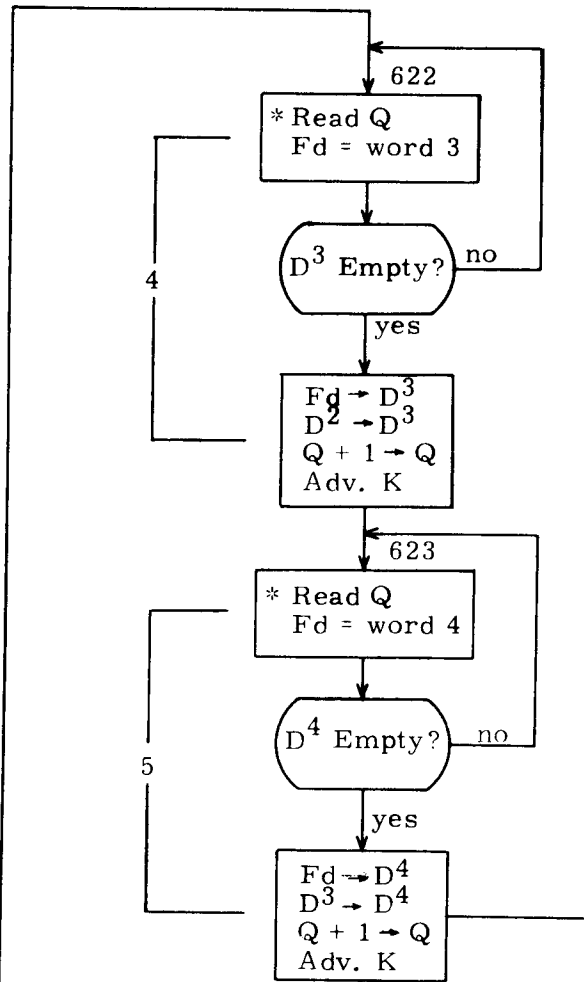 622
* Read Q
Fd = word 3
D³ Empty?
no
4
yes
Fd → D³
D² → D³
Q + 1 → Q
Adv. K
623
* Read Q
Fd = word 4
D⁴ Empty?
no
5
yes
Fd → D⁴
D³ → D⁴
Q + 1 → Q
Adv. K